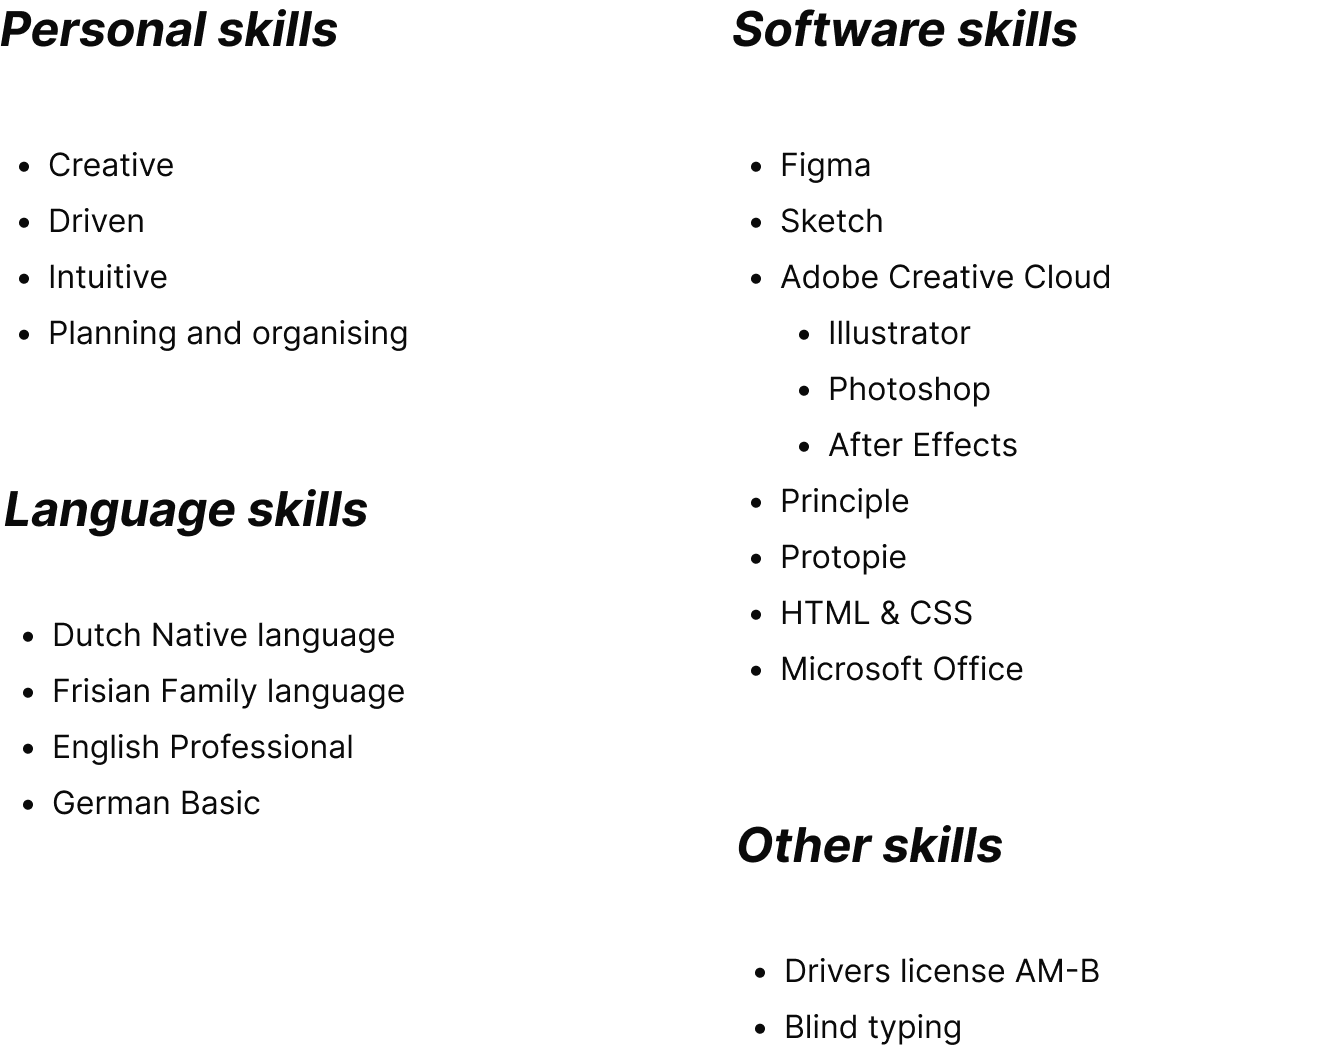 Personal skills
Creative
Driven
Intuitive
Planning and organising
Language skills
Dutch Native language
Frisian Family language
English Professional
German Basic
Software skills
Figma
Sketch
Adobe Creative Cloud
Illustrator
Photoshop
After Effects
Principle
Protopie
HTML & CSS
Microsoft Office
Other skills
Drivers license AM-B
Blind typing